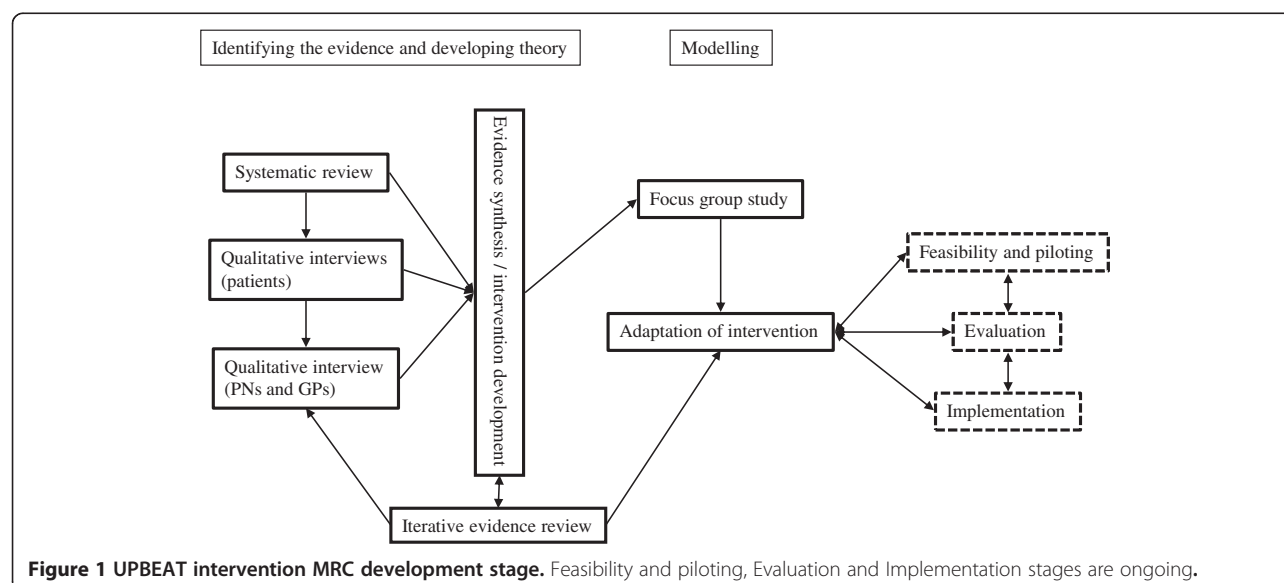 Identifying the evidence and developing theory
Modelling
Evidence synthesis / intervention development
Systematic review
Focus group study
Qualitative interviews
(patients)
Feasibility and piloting
Adaptation of intervention
Evaluation
Qualitative interview
(PNs and GPs)
Implementation
Iterative evidence review
Figure 1 UPBEAT intervention MRC development stage. Feasibility and piloting, Evaluation and Implementation stages are ongoing.